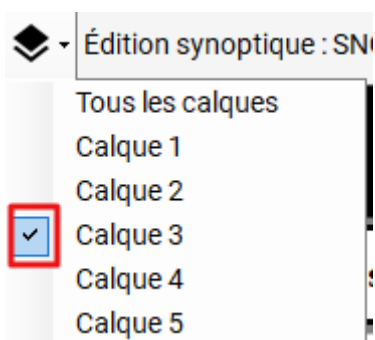 Édition synoptique : SN
Tous les calques
Calque 1
Calque 2
Calque 3
Calque 4
Calque 5